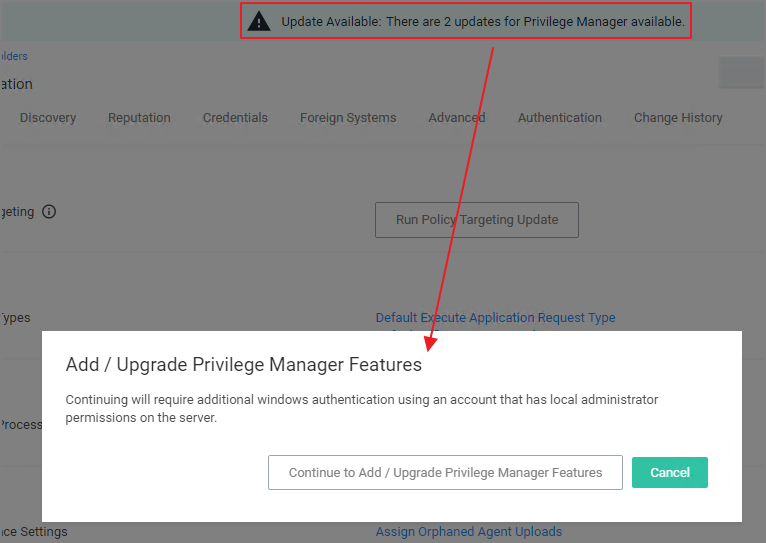 Update Available: There are 2 updates for Privilege Manager available.
olders
ation
Discovery Reputation Credentials Foreign Systems Advanced Authentication Change History
geting
Run Policy Targeting Update
Types Default Execute Application Request Type
Add / Upgrade Privilege Manager Features
Continuing will require additional windows authentication using an account that has local administrator
permissions on the server.
Process
Continue to Add / Upgrade Privilege Manager Features Cancel
nce Settings Assign Orphaned Agent Uploads